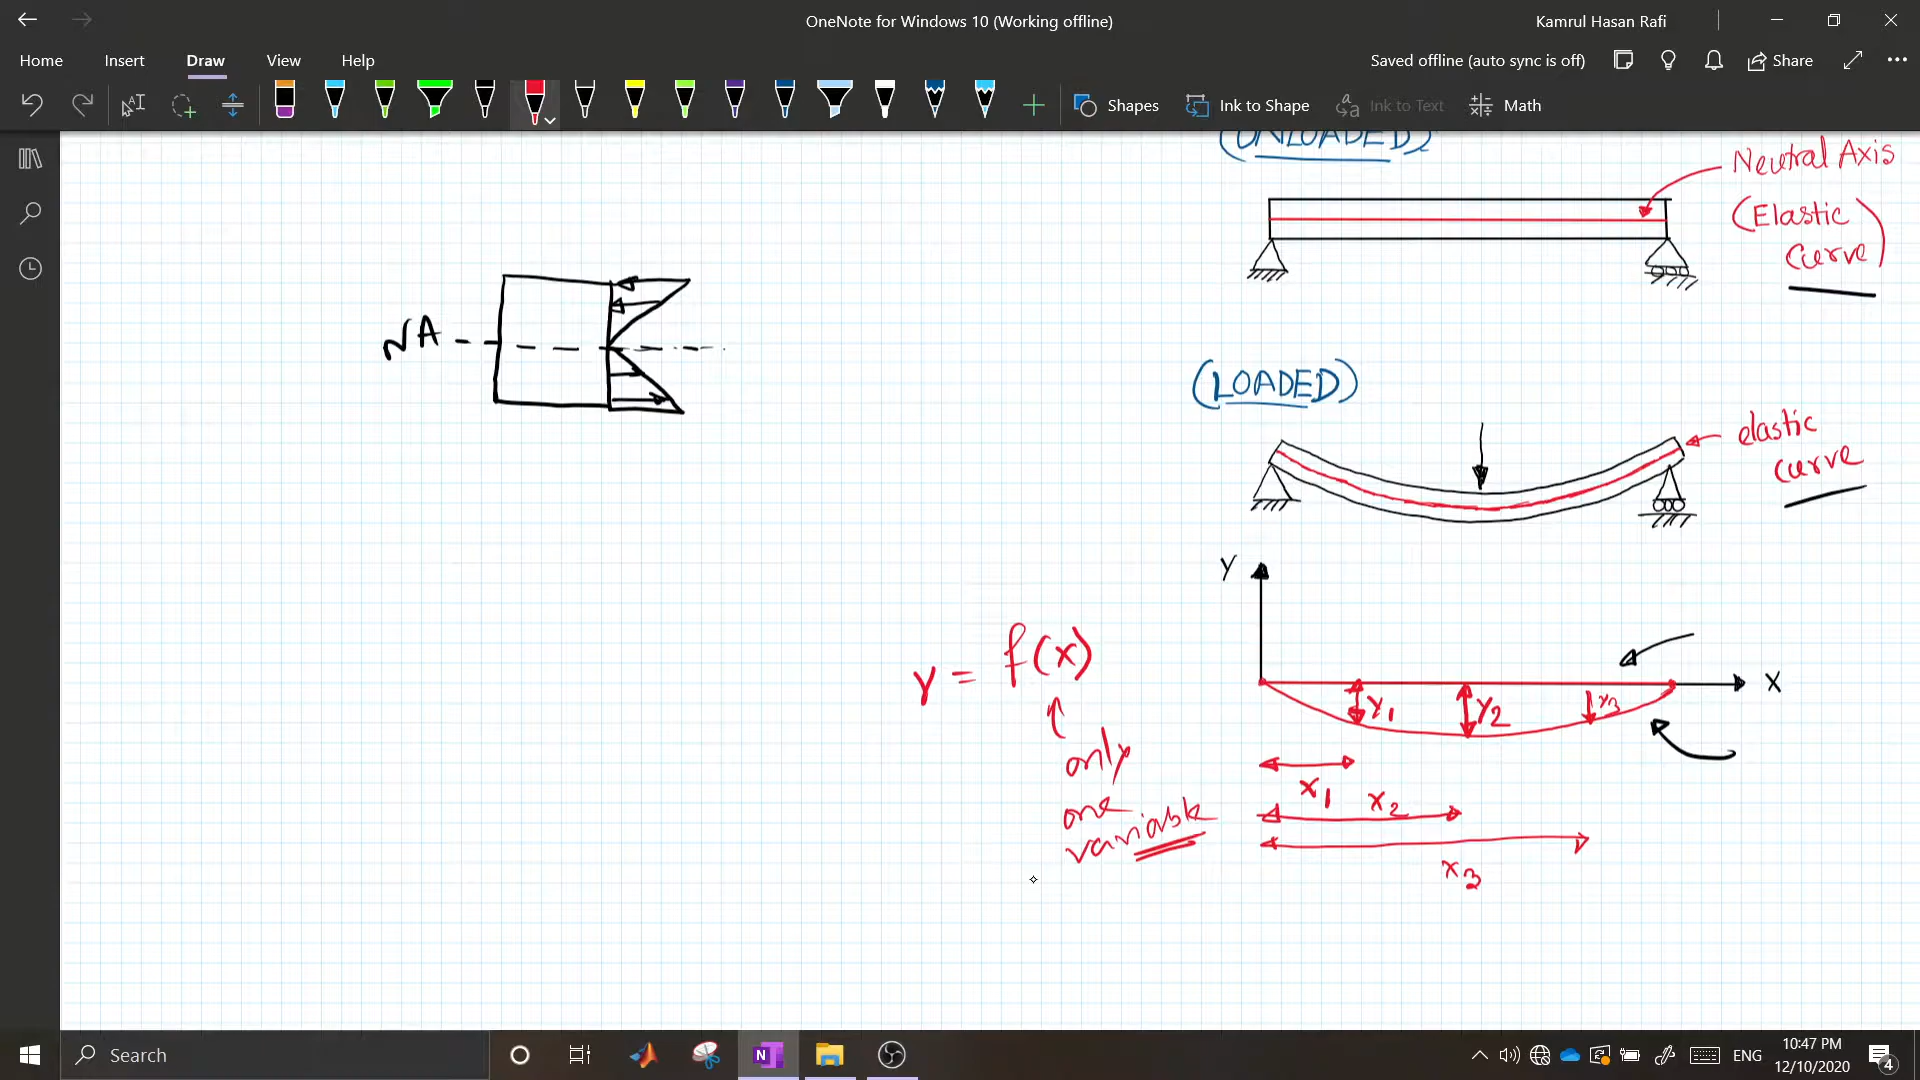 OneNote for Windows 10 (Working offline)
Kamrul Hasan Rafi
Home
Insert
Draw
View
Help
Saved offline (auto sync is off)
Share
Shapes
Ink to Shape
Ink to Text
Math
(UNLOADED)
Neutral Axis
(Elastic
curve)
NA
(LOADED)
elastic
curve
Y
Y = f(x)
X
Y1
Y2
Y3
only
one
variable
x1
x2
x3
Search
N
ENG
10:47 PM
12/10/2020
4